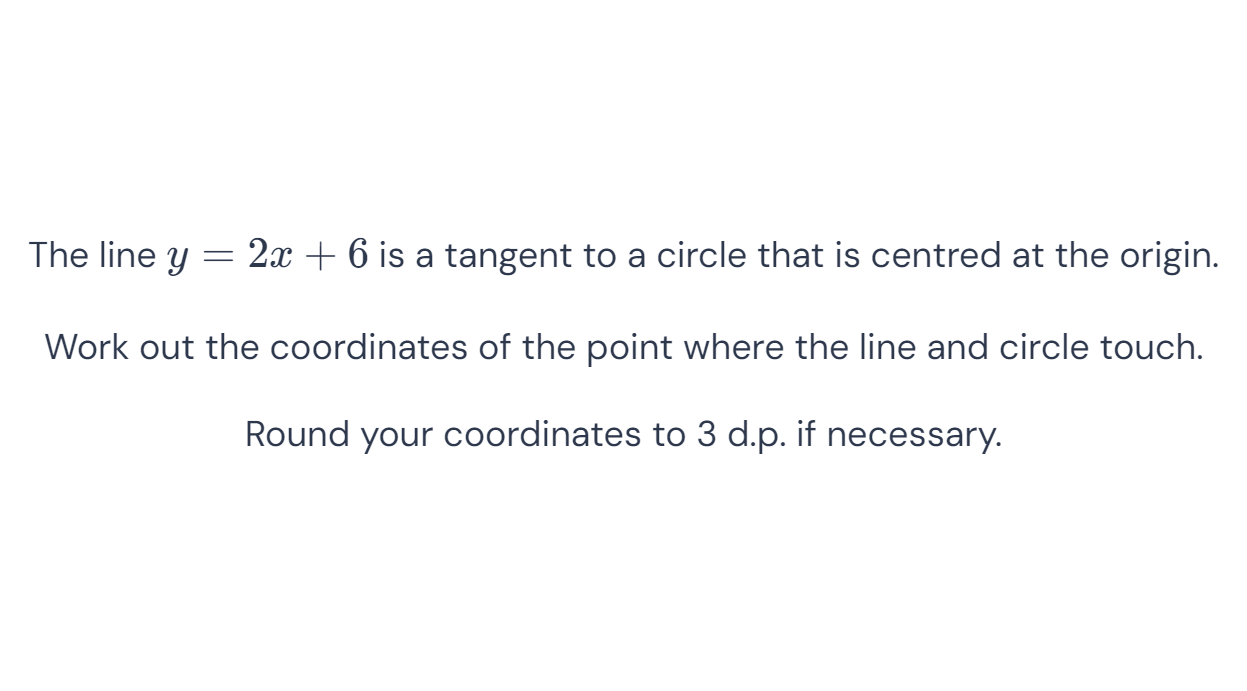 The line y = 2x + 6 is a tangent to a circle that is centred at the origin.
Work out the coordinates of the point where the line and circle touch.
Round your coordinates to 3 d.p. if necessary.